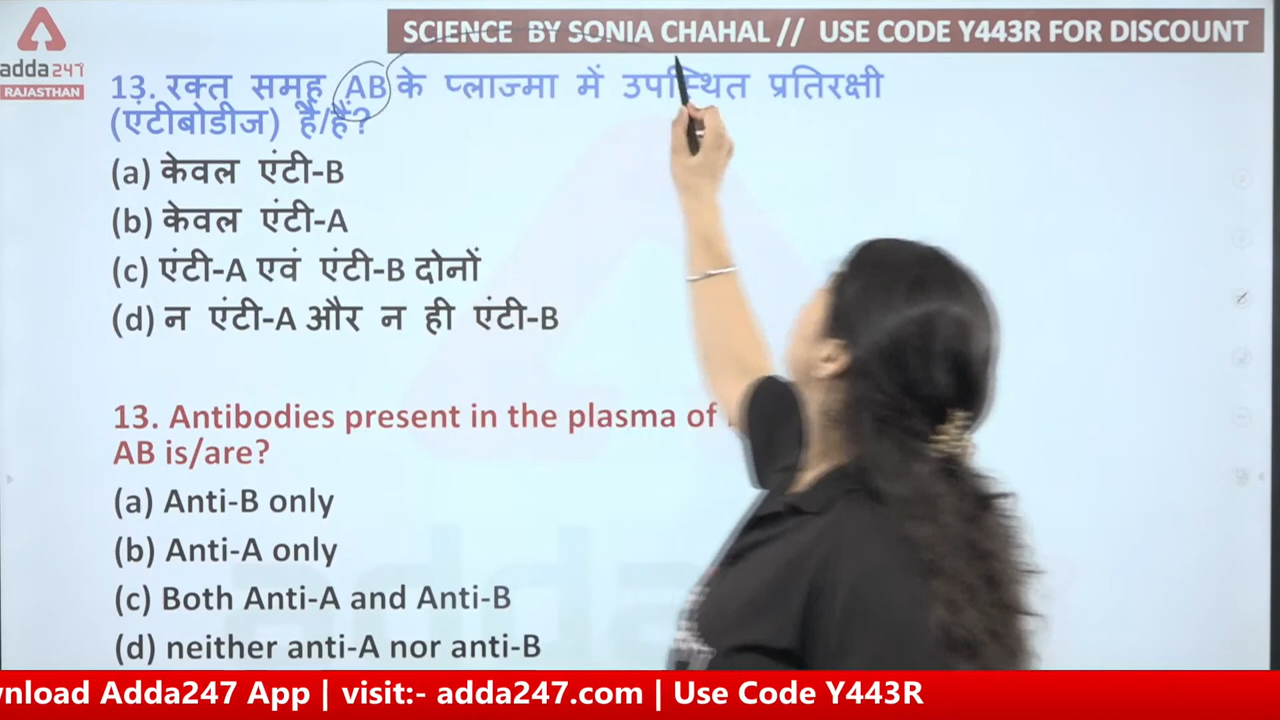 SCIENCE BY SONIA CHAHAL // USE CODE Y443R FOR DISCOUNT
adda247
RAJASTHAN
13. रक्त समूह AB के प्लाज्मा में उपस्थित प्रतिरक्षी
(एंटीबोडीज) है/हैं?
(a) केवल एंटी-B
(b) केवल एंटी-A
(c) एंटी-A एवं एंटी-B दोनों
(d) न एंटी-A और न ही एंटी-B
13. Antibodies present in the plasma of
AB is/are?
(a) Anti-B only
(b) Anti-A only
(c) Both Anti-A and Anti-B
(d) neither anti-A nor anti-B
wnload Adda247 App | visit:- adda247.com | Use Code Y443R